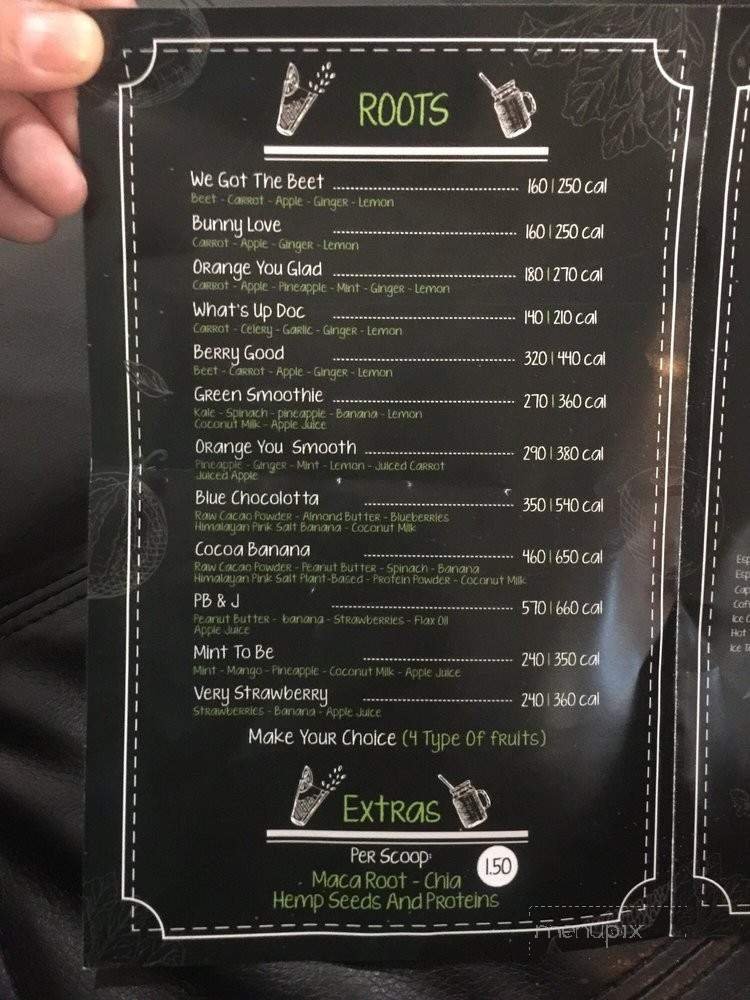 ROOTS
We Got The Beet 160 | 250 cal
Beet - Carrot - Apple - Ginger - Lemon
Bunny Love 160 | 250 cal
Carrot - Apple - Ginger - Lemon
Orange You Glad 180 | 270 cal
Carrot - Apple - Pineapple - Mint - Ginger - Lemon
What's Up Doc 140 | 210 cal
Carrot - Celery - Garlic - Ginger - Lemon
Berry Good 320 | 440 cal
Beet - Carrot - Apple - Ginger - Lemon
Green Smoothie 270 | 360 cal
Kale - Spinach - pineapple - Banana - Lemon
Coconut Milk - Apple Juice
Orange You Smooth 290 | 380 cal
Pineapple - Ginger - Mint - Lemon - Juiced Carrot
Juiced Apple
Blue Chocolotta 350 | 540 cal
Raw Cacao Powder - Almond Butter - Blueberries
Himalayan Pink Salt Banana - Coconut Milk
Cocoa Banana 460 | 650 cal
Raw Cacao Powder - Peanut Butter - Spinach - Banana
Himalayan Pink Salt Plant-Based - Protein Powder - Coconut Milk
PB & J 570 | 660 cal
Peanut Butter - banana - Strawberries - Flax Oil
Apple Juice
Mint To Be 240 | 350 cal
Mint - Mango - Pineapple - Coconut Milk - Apple Juice
Very Strawberry 240 | 360 cal
Strawberries - Banana - Apple Juice
Make Your Choice (4 Type Of fruits)
Extras
Per Scoop: 1.50
Maca Root - Chia
Hemp Seeds And Proteins
menupix